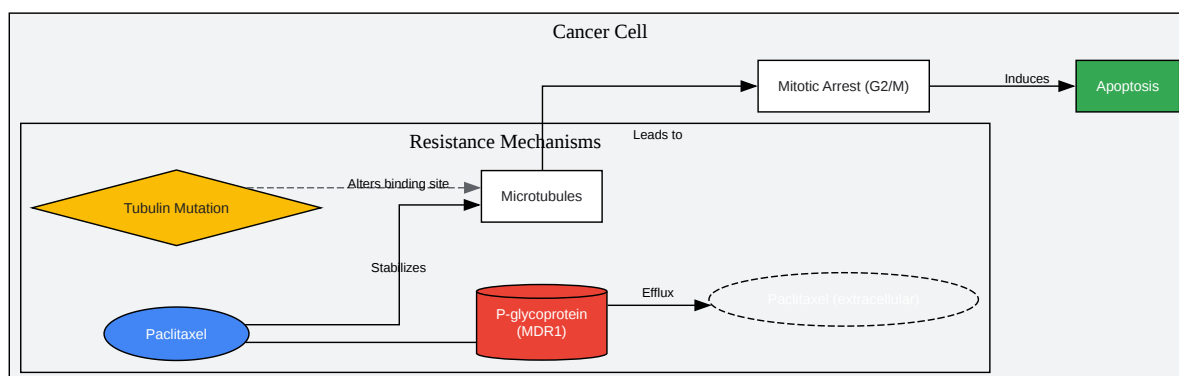 Cancer Cell
Mitotic Arrest (G2/M)
Induces
Apoptosis
Leads to
Resistance Mechanisms
Tubulin Mutation
Alters binding site
Microtubules
Stabilizes
Paclitaxel
P-glycoprotein
(MDR1)
Efflux
Paclitaxel (extracellular)